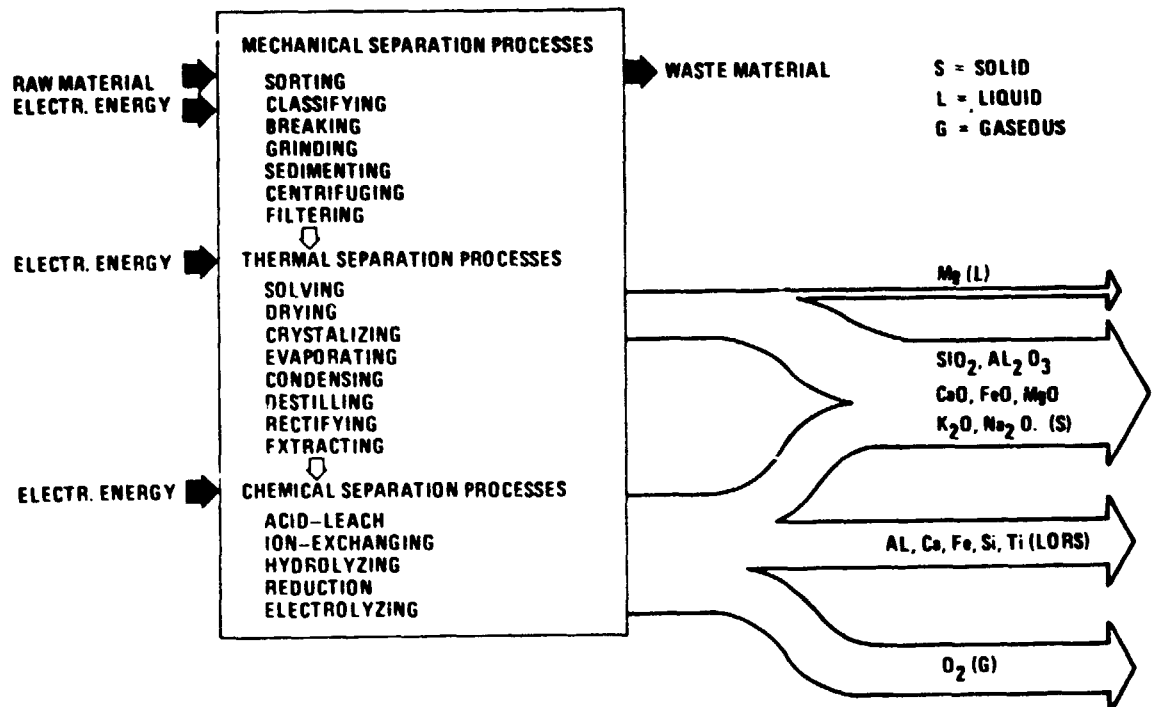 MECHANICAL SEPARATION PROCESSES
RAW MATERIAL
ELECTR. ENERGY
SORTING
CLASSIFYING
BREAKING
GRINDING
SEDIMENTING
CENTRIFUGING
FILTERING
WASTE MATERIAL
S = SOLID
L = LIQUID
G = GASEOUS
ELECTR. ENERGY
THERMAL SEPARATION PROCESSES
SOLVING
DRYING
CRYSTALIZING
EVAPORATING
CONDENSING
DESTILLING
RECTIFYING
EXTRACTING
ELECTR. ENERGY
CHEMICAL SEPARATION PROCESSES
ACID-LEACH
ION-EXCHANGING
HYDROLYZING
REDUCTION
ELECTROLYZING
Mg (L)
SIO2, AL2 O3
CaO, FeO, MgO
K2O, Na2 O. (S)
AL, Ca, Fe, Si, Ti (LORS)
O2 (G)